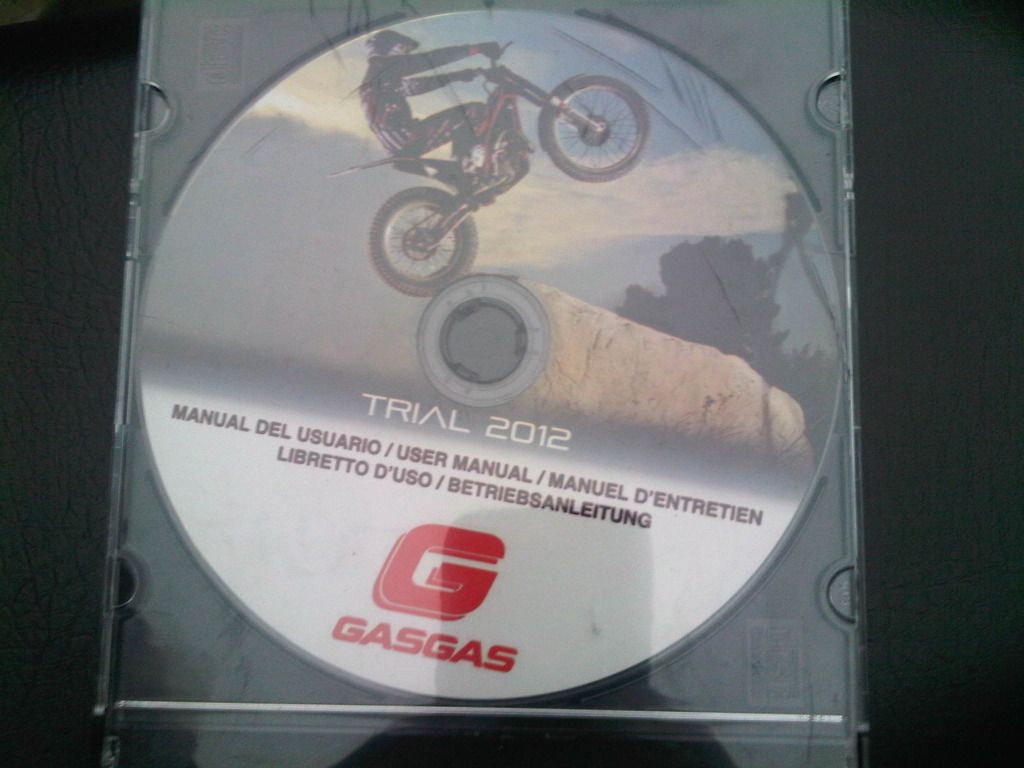 TRIAL 2012
MANUAL DEL USUARIO / USER MANUAL / MANUEL D'ENTRETIEN
LIBRETTO D'USO / BETRIEBSANLEITUNG
G
GASGAS